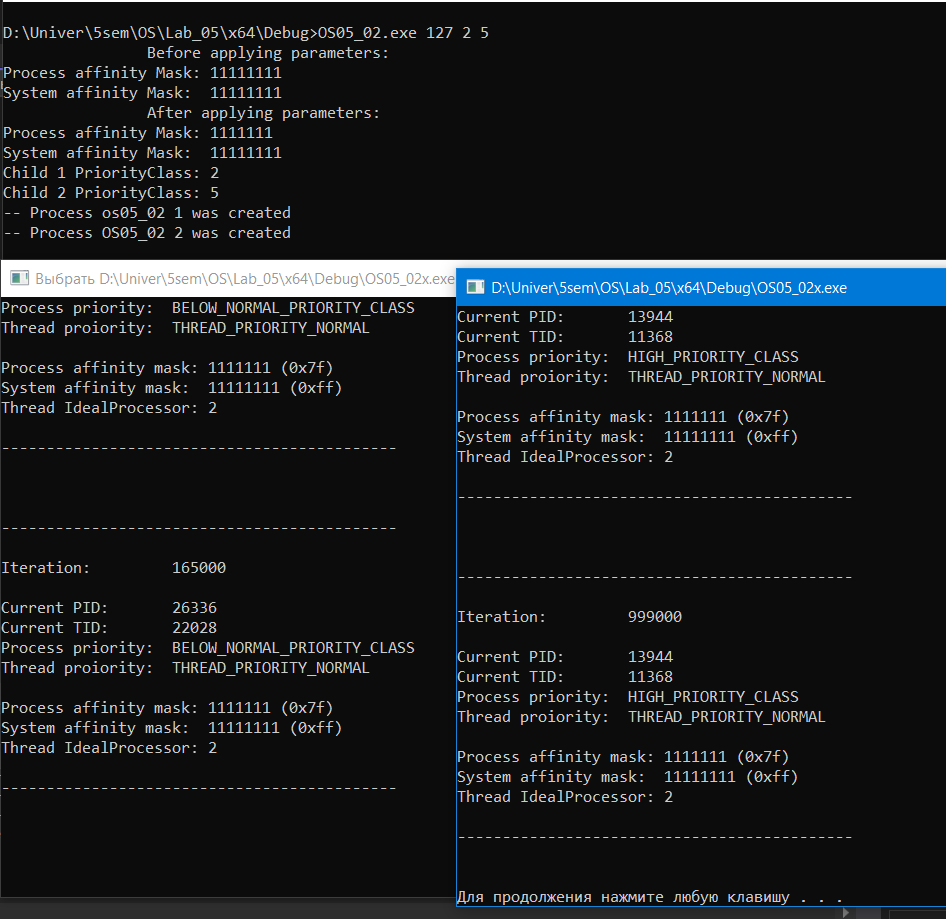 D:\Univer\5sem\OS\Lab_05\x64\Debug>OS05_02.exe 127 2 5
Before applying parameters:
Process affinity Mask: 11111111
System affinity Mask:  11111111
After applying parameters:
Process affinity Mask: 1111111
System affinity Mask:  11111111
Child 1 PriorityClass: 2
Child 2 PriorityClass: 5
-- Process os05_02 1 was created
-- Process OS05_02 2 was created
Выбрать D:\Univer\5sem\OS\Lab_05\x64\Debug\OS05_02x.exe
Process priority:  BELOW_NORMAL_PRIORITY_CLASS
Thread proiority:  THREAD_PRIORITY_NORMAL
Process affinity mask: 1111111 (0x7f)
System affinity mask:  11111111 (0xff)
Thread IdealProcessor: 2
--------------------------------------------
--------------------------------------------
Iteration:         165000
Current PID:       26336
Current TID:       22028
Process priority:  BELOW_NORMAL_PRIORITY_CLASS
Thread proiority:  THREAD_PRIORITY_NORMAL
Process affinity mask: 1111111 (0x7f)
System affinity mask:  11111111 (0xff)
Thread IdealProcessor: 2
--------------------------------------------
D:\Univer\5sem\OS\Lab_05\x64\Debug\OS05_02x.exe
Current PID:       13944
Current TID:       11368
Process priority:  HIGH_PRIORITY_CLASS
Thread proiority:  THREAD_PRIORITY_NORMAL
Process affinity mask: 1111111 (0x7f)
System affinity mask:  11111111 (0xff)
Thread IdealProcessor: 2
--------------------------------------------
--------------------------------------------
Iteration:         999000
Current PID:       13944
Current TID:       11368
Process priority:  HIGH_PRIORITY_CLASS
Thread proiority:  THREAD_PRIORITY_NORMAL
Process affinity mask: 1111111 (0x7f)
System affinity mask:  11111111 (0xff)
Thread IdealProcessor: 2
--------------------------------------------
Для продолжения нажмите любую клавишу . . .